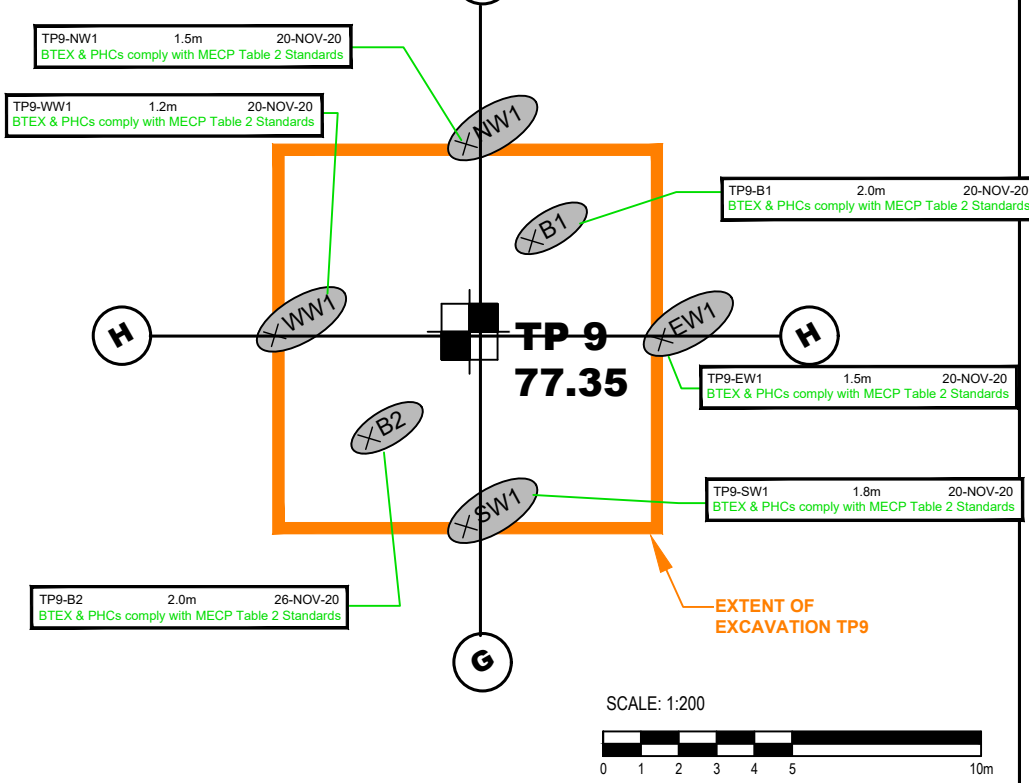 TP9-NW1 1.5m 20-NOV-20
BTEX & PHCs comply with MECP Table 2 Standards
TP9-WW1 1.2m 20-NOV-20
BTEX & PHCs comply with MECP Table 2 Standards
NW1
TP9-B1 2.0m 20-NOV-20
BTEX & PHCs comply with MECP Table 2 Standards
B1
WW1
EW1
H
H
TP 9
77.35
TP9-EW1 1.5m 20-NOV-20
BTEX & PHCs comply with MECP Table 2 Standards
B2
SW1
TP9-SW1 1.8m 20-NOV-20
BTEX & PHCs comply with MECP Table 2 Standards
TP9-B2 2.0m 26-NOV-20
BTEX & PHCs comply with MECP Table 2 Standards
EXTENT OF
EXCAVATION TP9
G
SCALE: 1:200
0 1 2 3 4 5 10m